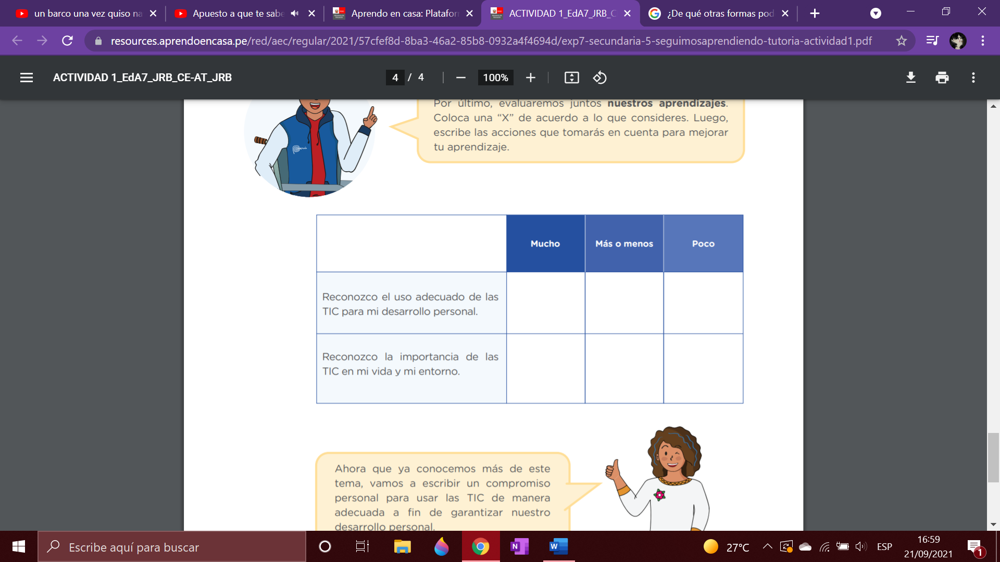 un barco una vez quiso na
Apuesto a que te sabe
Aprendo en casa: Platafor
ACTIVIDAD 1_EdA7_JRB_C
¿De qué otras formas pod
resources.aprendoencasa.pe/red/aec/regular/2021/57cfef8d-8ba3-46a2-85b8-0932a4f4694d/exp7-secundaria-5-seguimosaprendiendo-tutoria-actividad1.pdf
ACTIVIDAD 1_EdA7_JRB_CE-AT_JRB
4 / 4
100%
Por último, evaluaremos juntos nuestros aprendizajes.
Coloca una “X” de acuerdo a lo que consideres. Luego,
escribe las acciones que tomarás en cuenta para mejorar
tu aprendizaje.
Perú
Mucho
Más o menos
Poco
Reconozco el uso adecuado de las
TIC para mi desarrollo personal.
Reconozco la importancia de las
TIC en mi vida y mi entorno.
Ahora que ya conocemos más de este
tema, vamos a escribir un compromiso
personal para usar las TIC de manera
adecuada a fin de garantizar nuestro
desarrollo personal.
Escribe aquí para buscar
N
W
27°C
ESP
16:59
21/09/2021
1